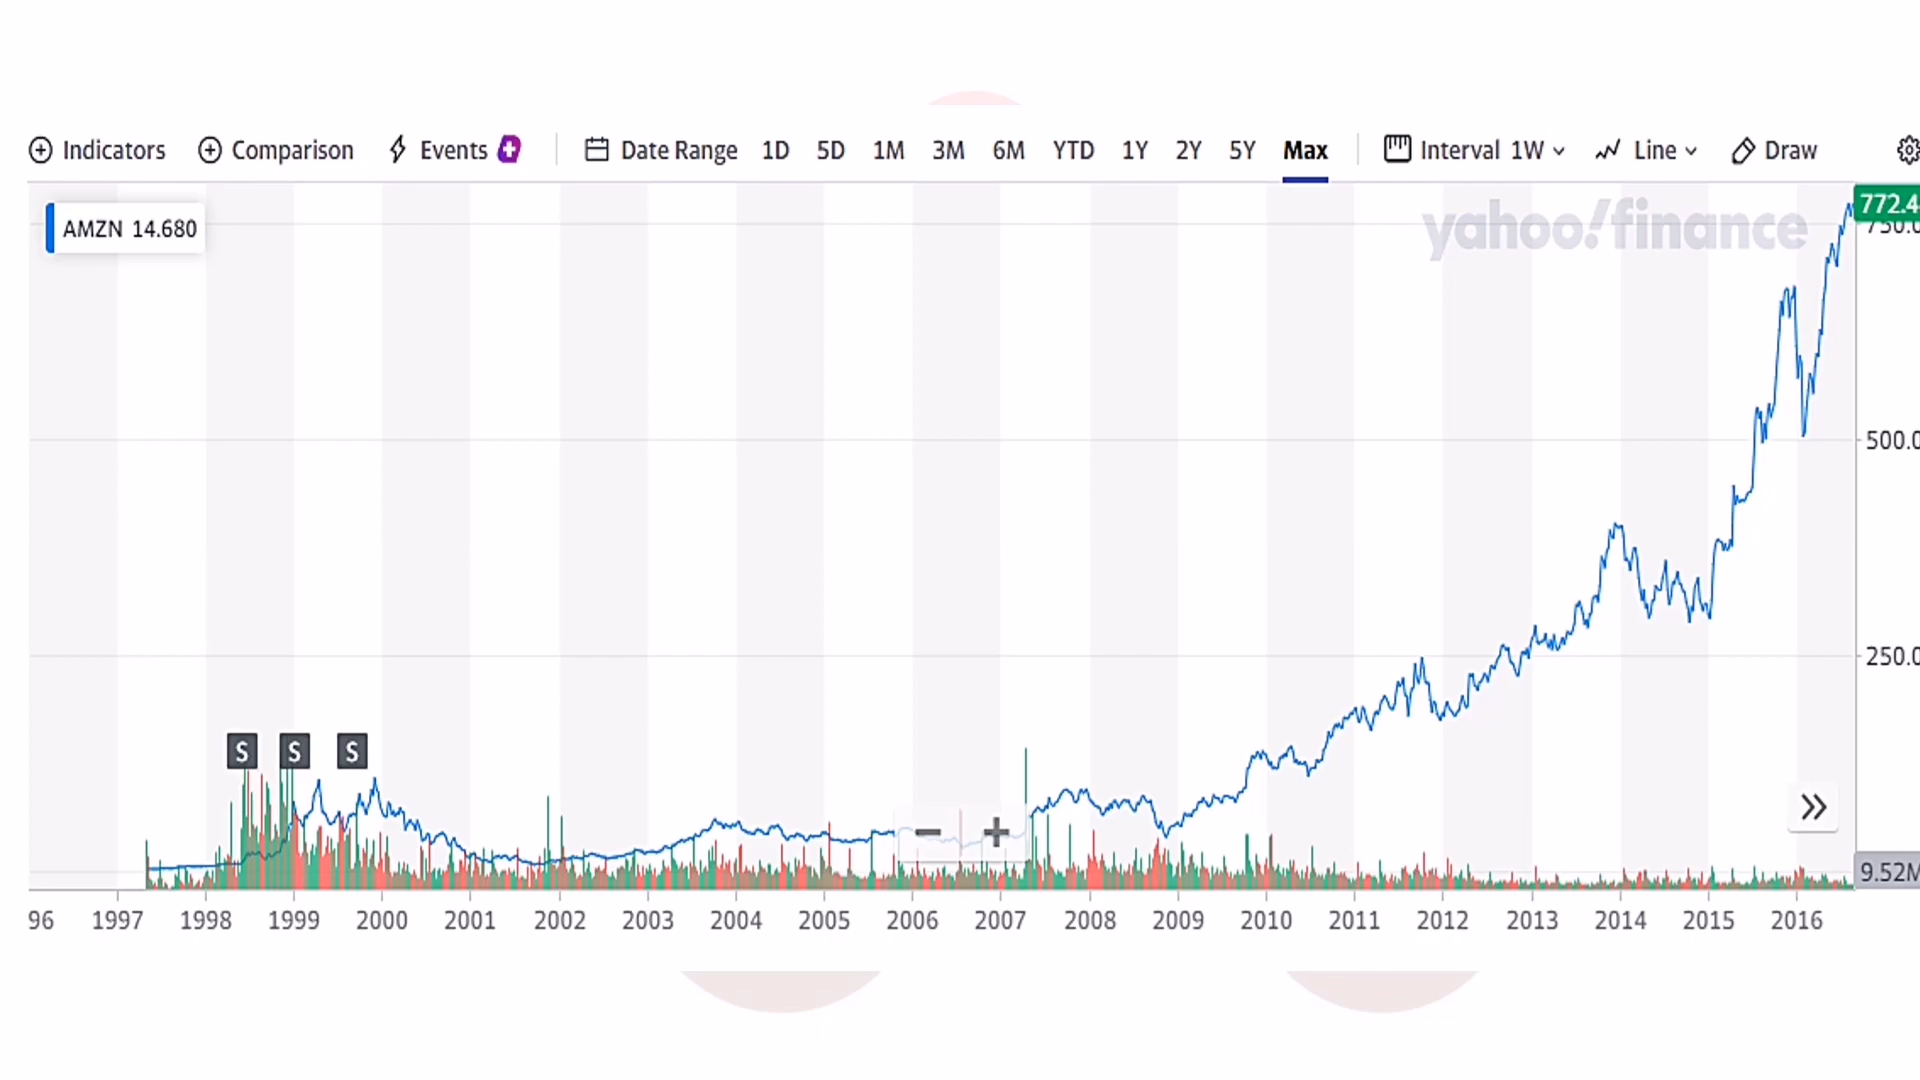 Indicators Comparison Events Date Range 1D 5D 1M 3M 6M YTD 1Y 2Y 5Y Max Interval 1W Line Draw
AMZN 14.680
yahoo!finance
772.4
750.0
500.0
250.0
S S S
9.52M
96 1997 1998 1999 2000 2001 2002 2003 2004 2005 2006 2007 2008 2009 2010 2011 2012 2013 2014 2015 2016